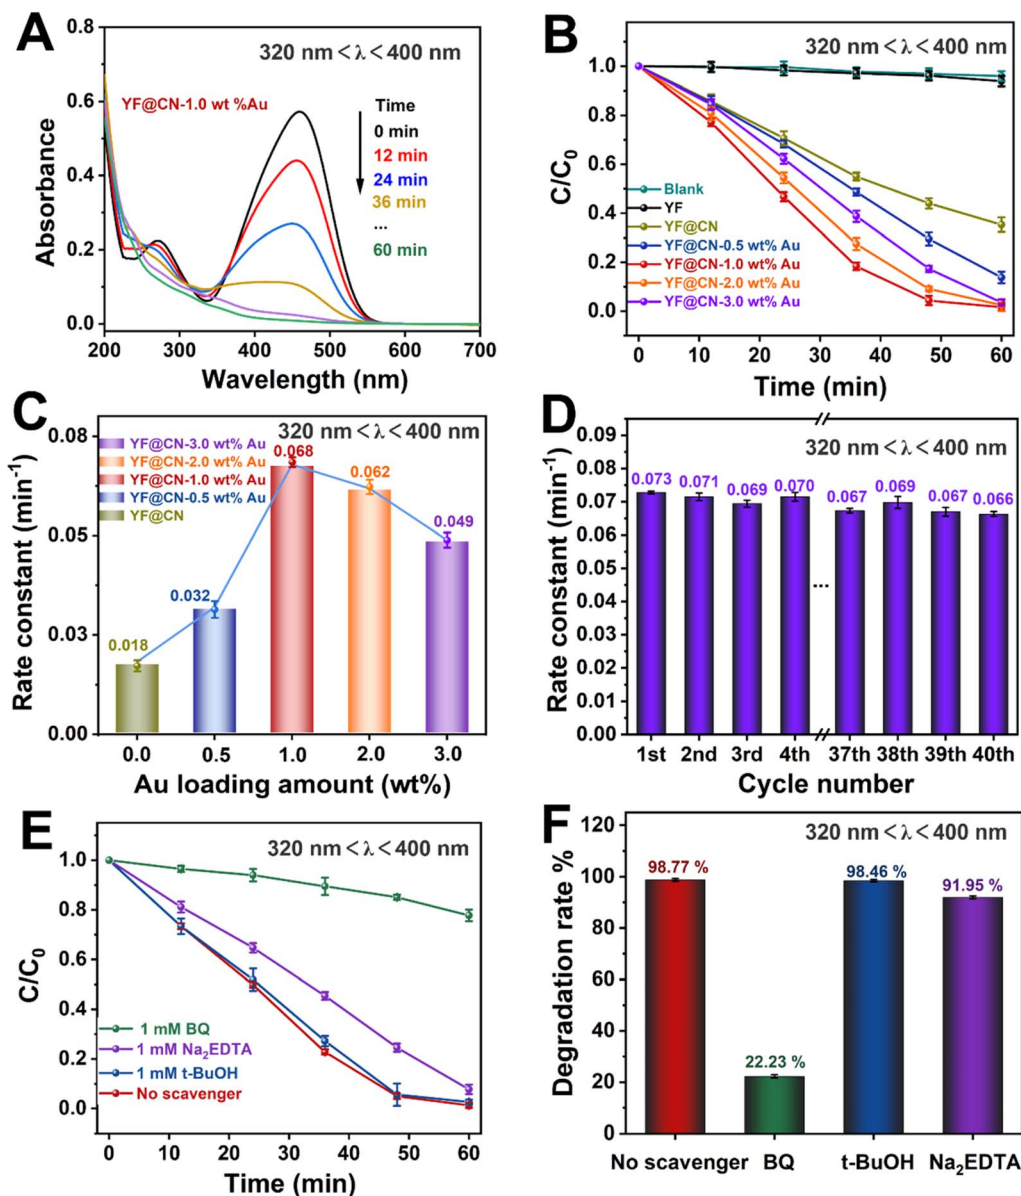 A
320 nm<λ<400 nm
YF@CN-1.0 wt %Au
Time
0 min
12 min
24 min
36 min
...
60 min
0.8
0.6
0.4
0.2
0.0
Absorbance
200 300 400 500 600 700
Wavelength (nm)
B
320 nm<λ<400 nm
1.0
0.8
0.6
0.4
0.2
0.0
C/C0
Blank
YF
YF@CN
YF@CN-0.5 wt% Au
YF@CN-1.0 wt% Au
YF@CN-2.0 wt% Au
YF@CN-3.0 wt% Au
0 10 20 30 40 50 60
Time (min)
C
320 nm<λ<400 nm
YF@CN-3.0 wt% Au
YF@CN-2.0 wt% Au
YF@CN-1.0 wt% Au
YF@CN-0.5 wt% Au
YF@CN
0.08
0.05
0.03
0.00
Rate constant (min⁻¹)
0.018
0.032
0.068
0.062
0.049
0.0 0.5 1.0 2.0 3.0
Au loading amount (wt%)
D
320 nm<λ<400 nm
0.09
0.08
0.07
0.06
0.05
0.04
0.03
0.02
0.01
0.00
Rate constant (min⁻¹)
0.073 0.071 0.069 0.070 0.067 0.069 0.067 0.066
...
1st 2nd 3rd 4th 37th 38th 39th 40th
Cycle number
E
320 nm<λ<400 nm
1.0
0.8
0.6
0.4
0.2
0.0
C/C0
1 mM BQ
1 mM Na2EDTA
1 mM t-BuOH
No scavenger
0 10 20 30 40 50 60
Time (min)
F
320 nm<λ<400 nm
120
100
80
60
40
20
0
Degradation rate %
98.77 %
22.23 %
98.46 %
91.95 %
No scavenger BQ t-BuOH Na2EDTA